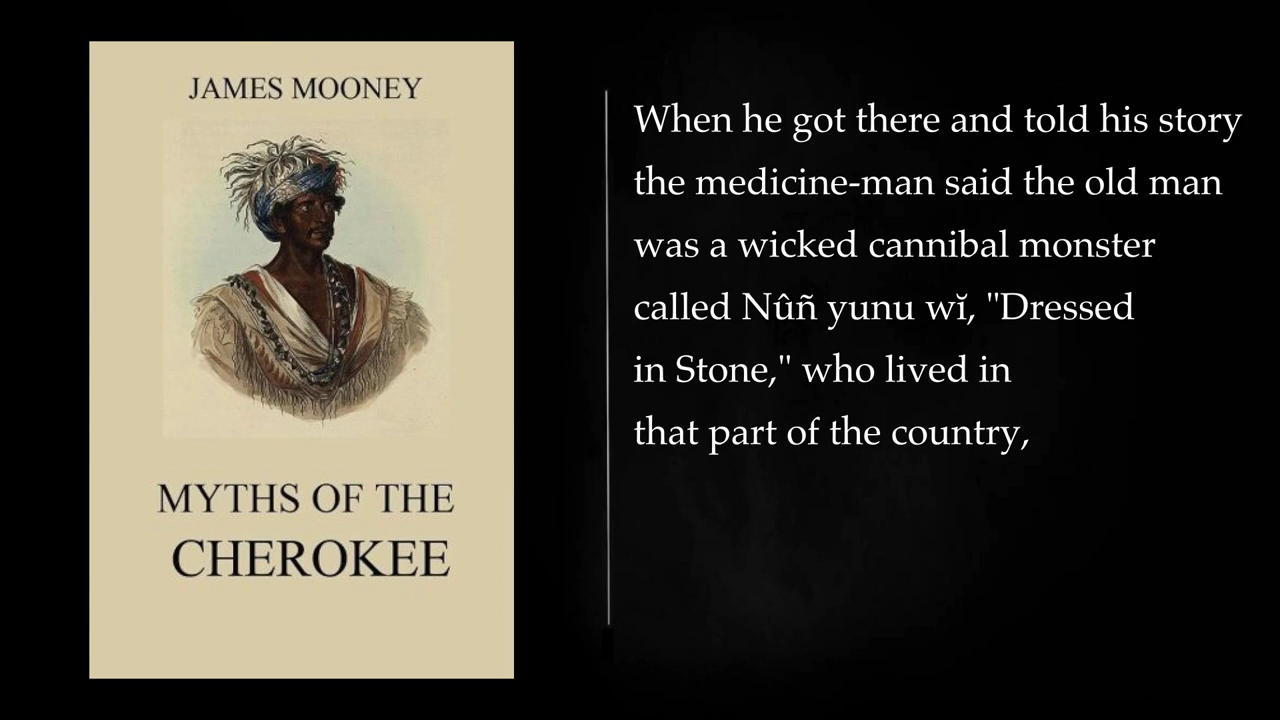 JAMES MOONEY
MYTHS OF THE
CHEROKEE
When he got there and told his story
the medicine-man said the old man
was a wicked cannibal monster
called Nûñ yunu wĭ, "Dressed
in Stone," who lived in
that part of the country,